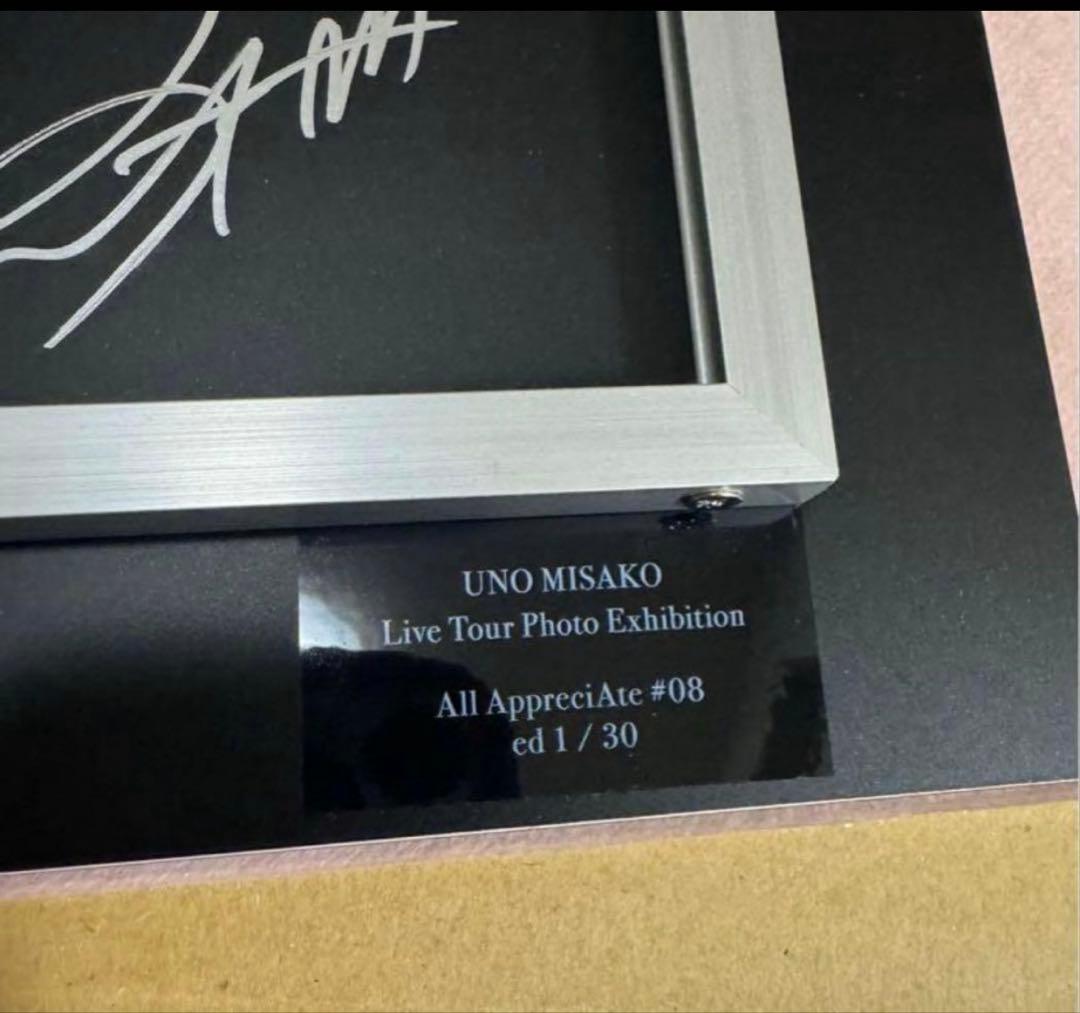 UNO MISAKO
Live Tour Photo Exhibition
All AppreciAte #08
ed 1 / 30